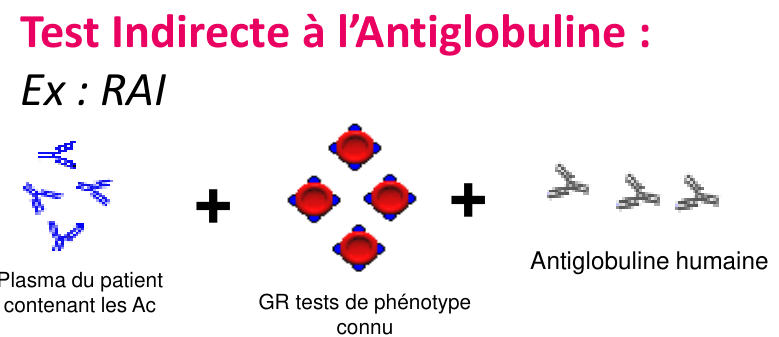 Test Indirecte à l’Antiglobuline :
Ex : RAI
+
+
Plasma du patient
contenant les Ac
GR tests de phénotype
connu
Antiglobuline humaine